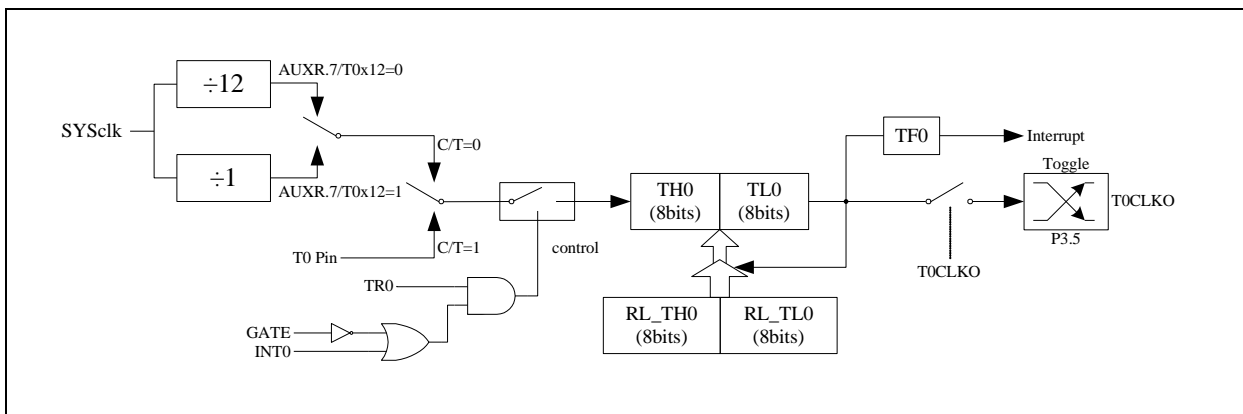 ÷12
AUXR.7/T0x12=0
SYSclk
÷1
AUXR.7/T0x12=1
C/T=0
C/T=1
T0 Pin
control
TR0
GATE
INT0
TH0
(8bits)
TL0
(8bits)
RL_TH0
(8bits)
RL_TL0
(8bits)
TF0
Interrupt
Toggle
T0CLKO
P3.5
T0CLKO